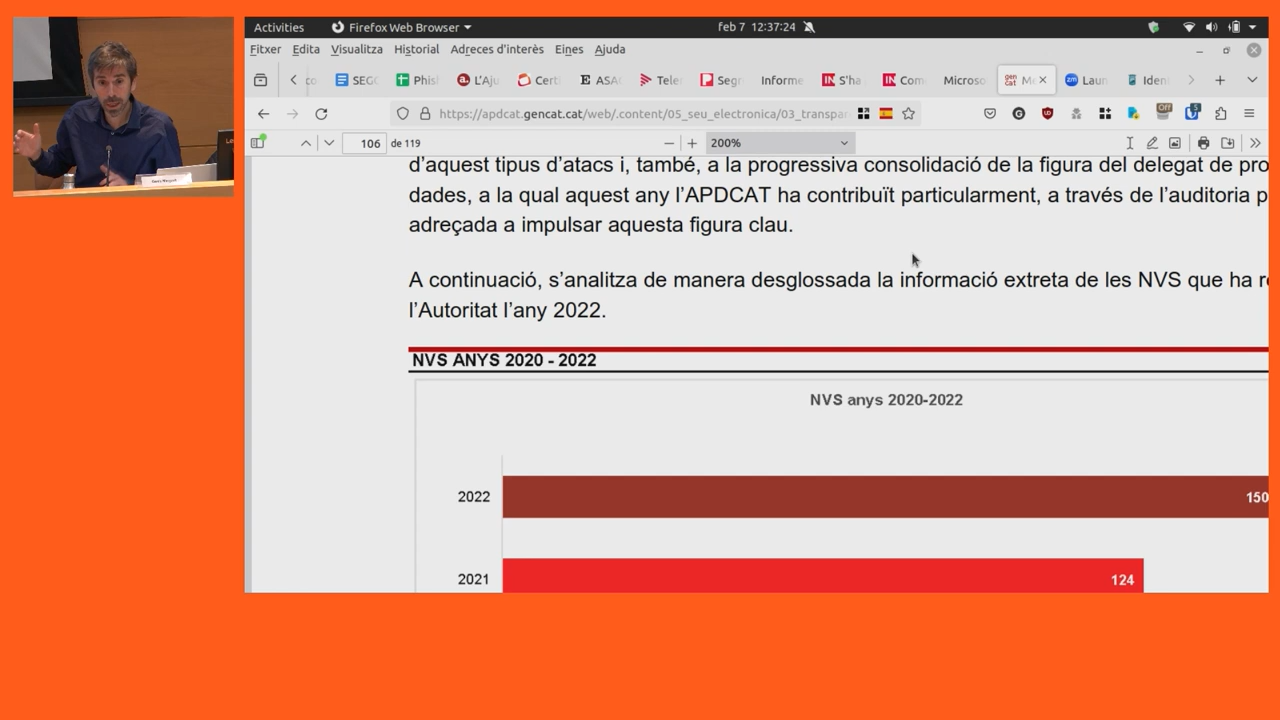 Activities
Firefox Web Browser
feb 7 12:37:24
Fitxer Edita Visualitza Historial Adreces d'interès Eines Ajuda
SEGC
Phis
L'Aju
Cert
ASA
Tele
Segr
Informe
S'ha
Com
Micros
Laun
Iden
https://apdcat.gencat.cat/web/.content/05_seu_electronica/03_transpar
106 de 119
200%
d'aquest tipus d'atacs i, també, a la progressiva consolidació de la figura del delegat de pro
dades, a la qual aquest any l'APDCAT ha contribuït particularment, a través de l'auditoria p
adreçada a impulsar aquesta figura clau.
A continuació, s'analitza de manera desglossada la informació extreta de les NVS que ha r
l'Autoritat l'any 2022.
NVS ANYS 2020 - 2022
NVS anys 2020-2022
2022
150
2021
124